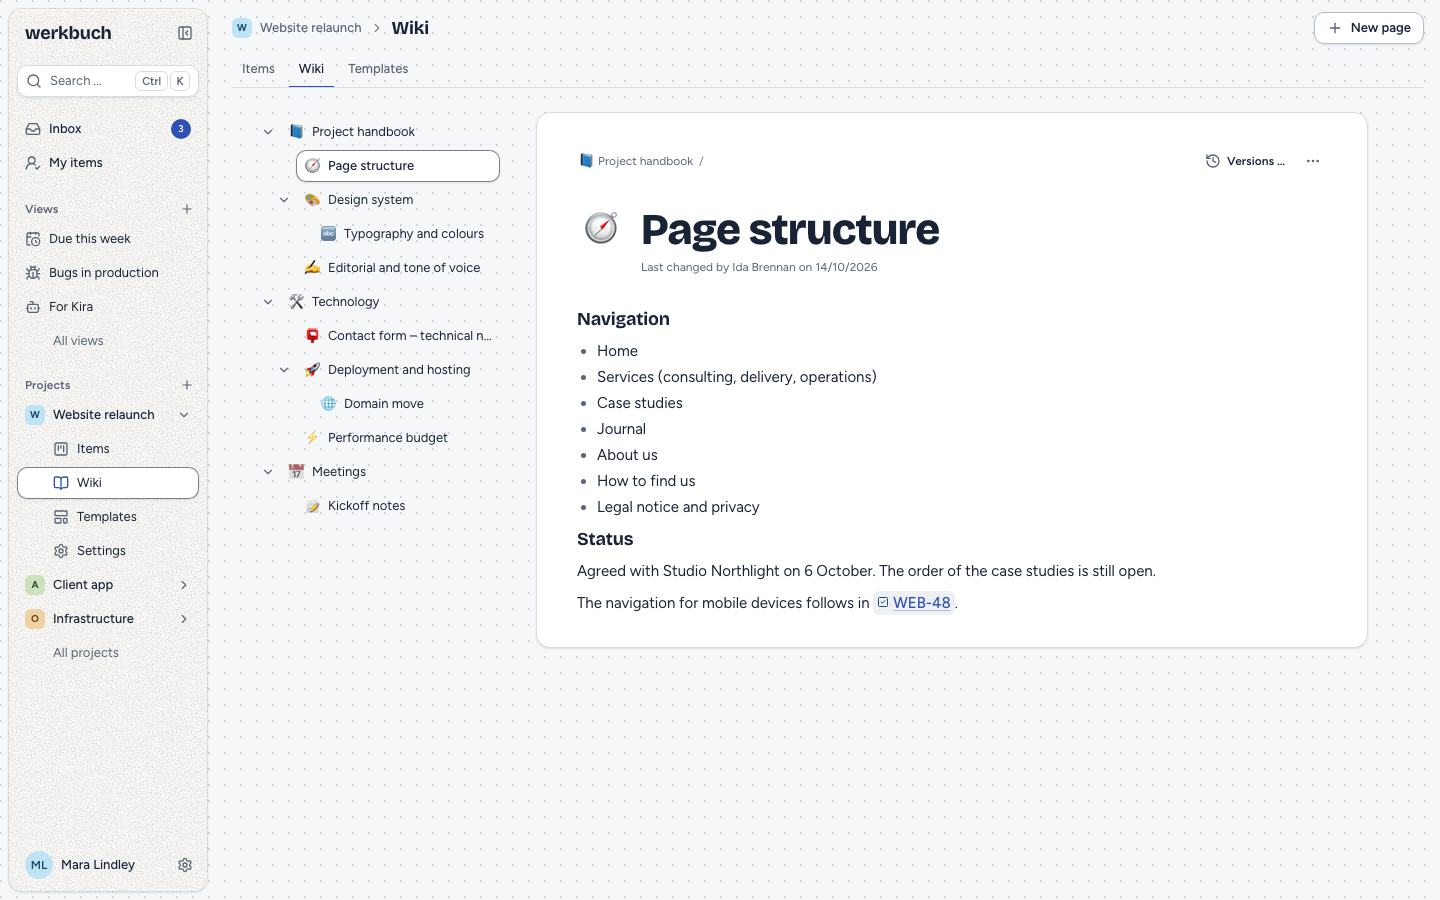 werkbuch
Search ... Ctrl K
Inbox 3
My items
Views
Due this week
Bugs in production
For Kira
All views
Projects
W Website relaunch
Items
Wiki
Templates
Settings
A Client app
O Infrastructure
All projects
ML Mara Lindley
W Website relaunch > Wiki
New page
Items Wiki Templates
Project handbook
Page structure
Design system
Typography and colours
Editorial and tone of voice
Technology
Contact form – technical n...
Deployment and hosting
Domain move
Performance budget
Meetings
Kickoff notes
Project handbook /
Versions ...
Page structure
Last changed by Ida Brennan on 14/10/2026
Navigation
Home
Services (consulting, delivery, operations)
Case studies
Journal
About us
How to find us
Legal notice and privacy
Status
Agreed with Studio Northlight on 6 October. The order of the case studies is still open.
The navigation for mobile devices follows in WEB-48.